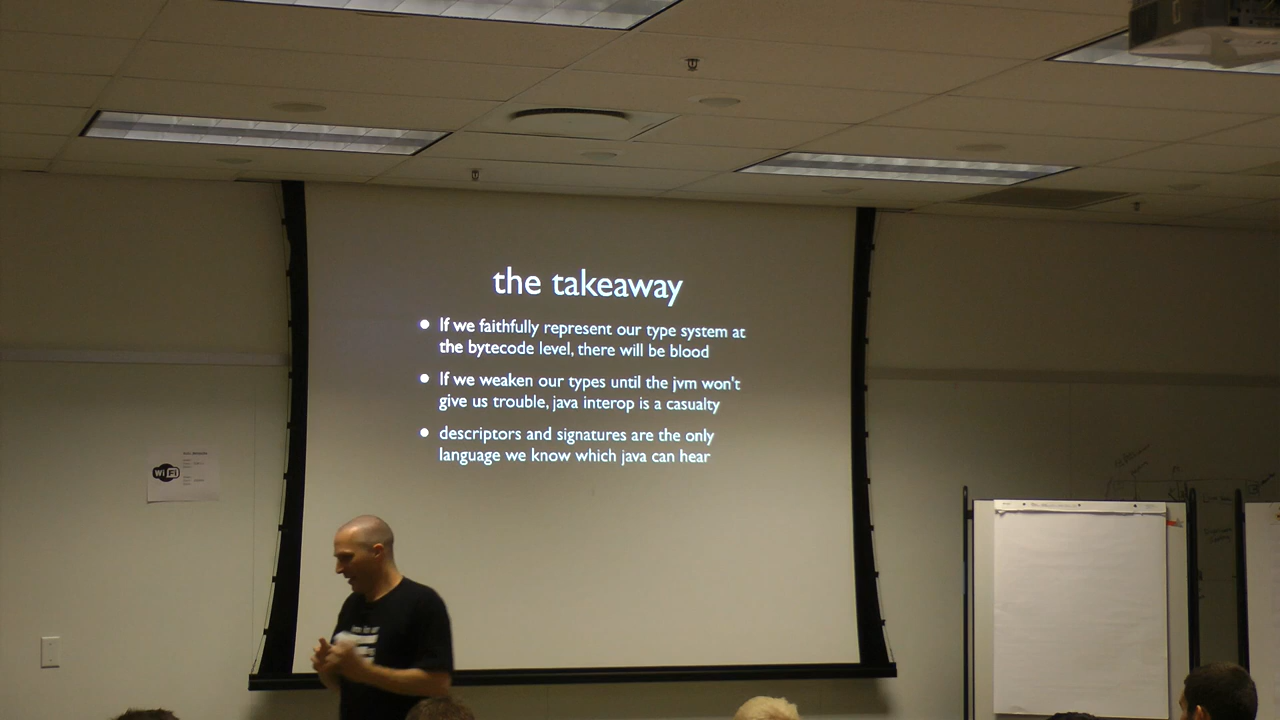 the takeaway
If we faithfully represent our type system at
the bytecode level, there will be blood
If we weaken our types until the jvm won't
give us trouble, java interop is a casualty
descriptors and signatures are the only
language we know which java can hear
Wi Fi